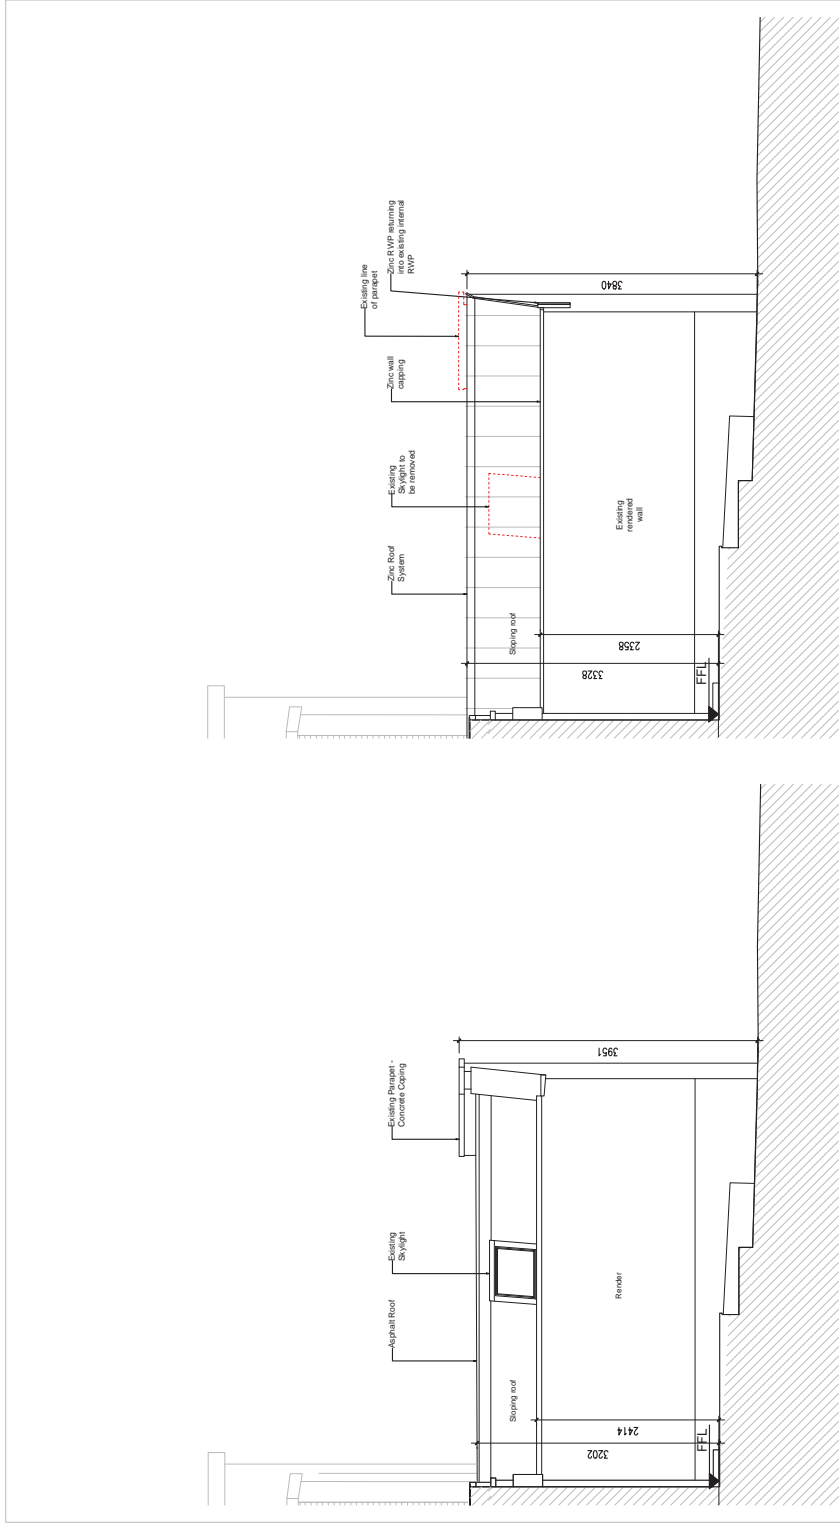 Existing line
of parapet
Zinc RWP returning
into existing internal
RWP
Zinc wall
capping
Existing
Skylight to
be removed
Zinc Roof
System
Sloping roof
Existing
rendered
wall
3840
2358
3328
FFL
Existing Parapet -
Concrete Coping
Existing
Skylight
Asphalt Roof
Sloping roof
Render
3951
2414
3202
FFL